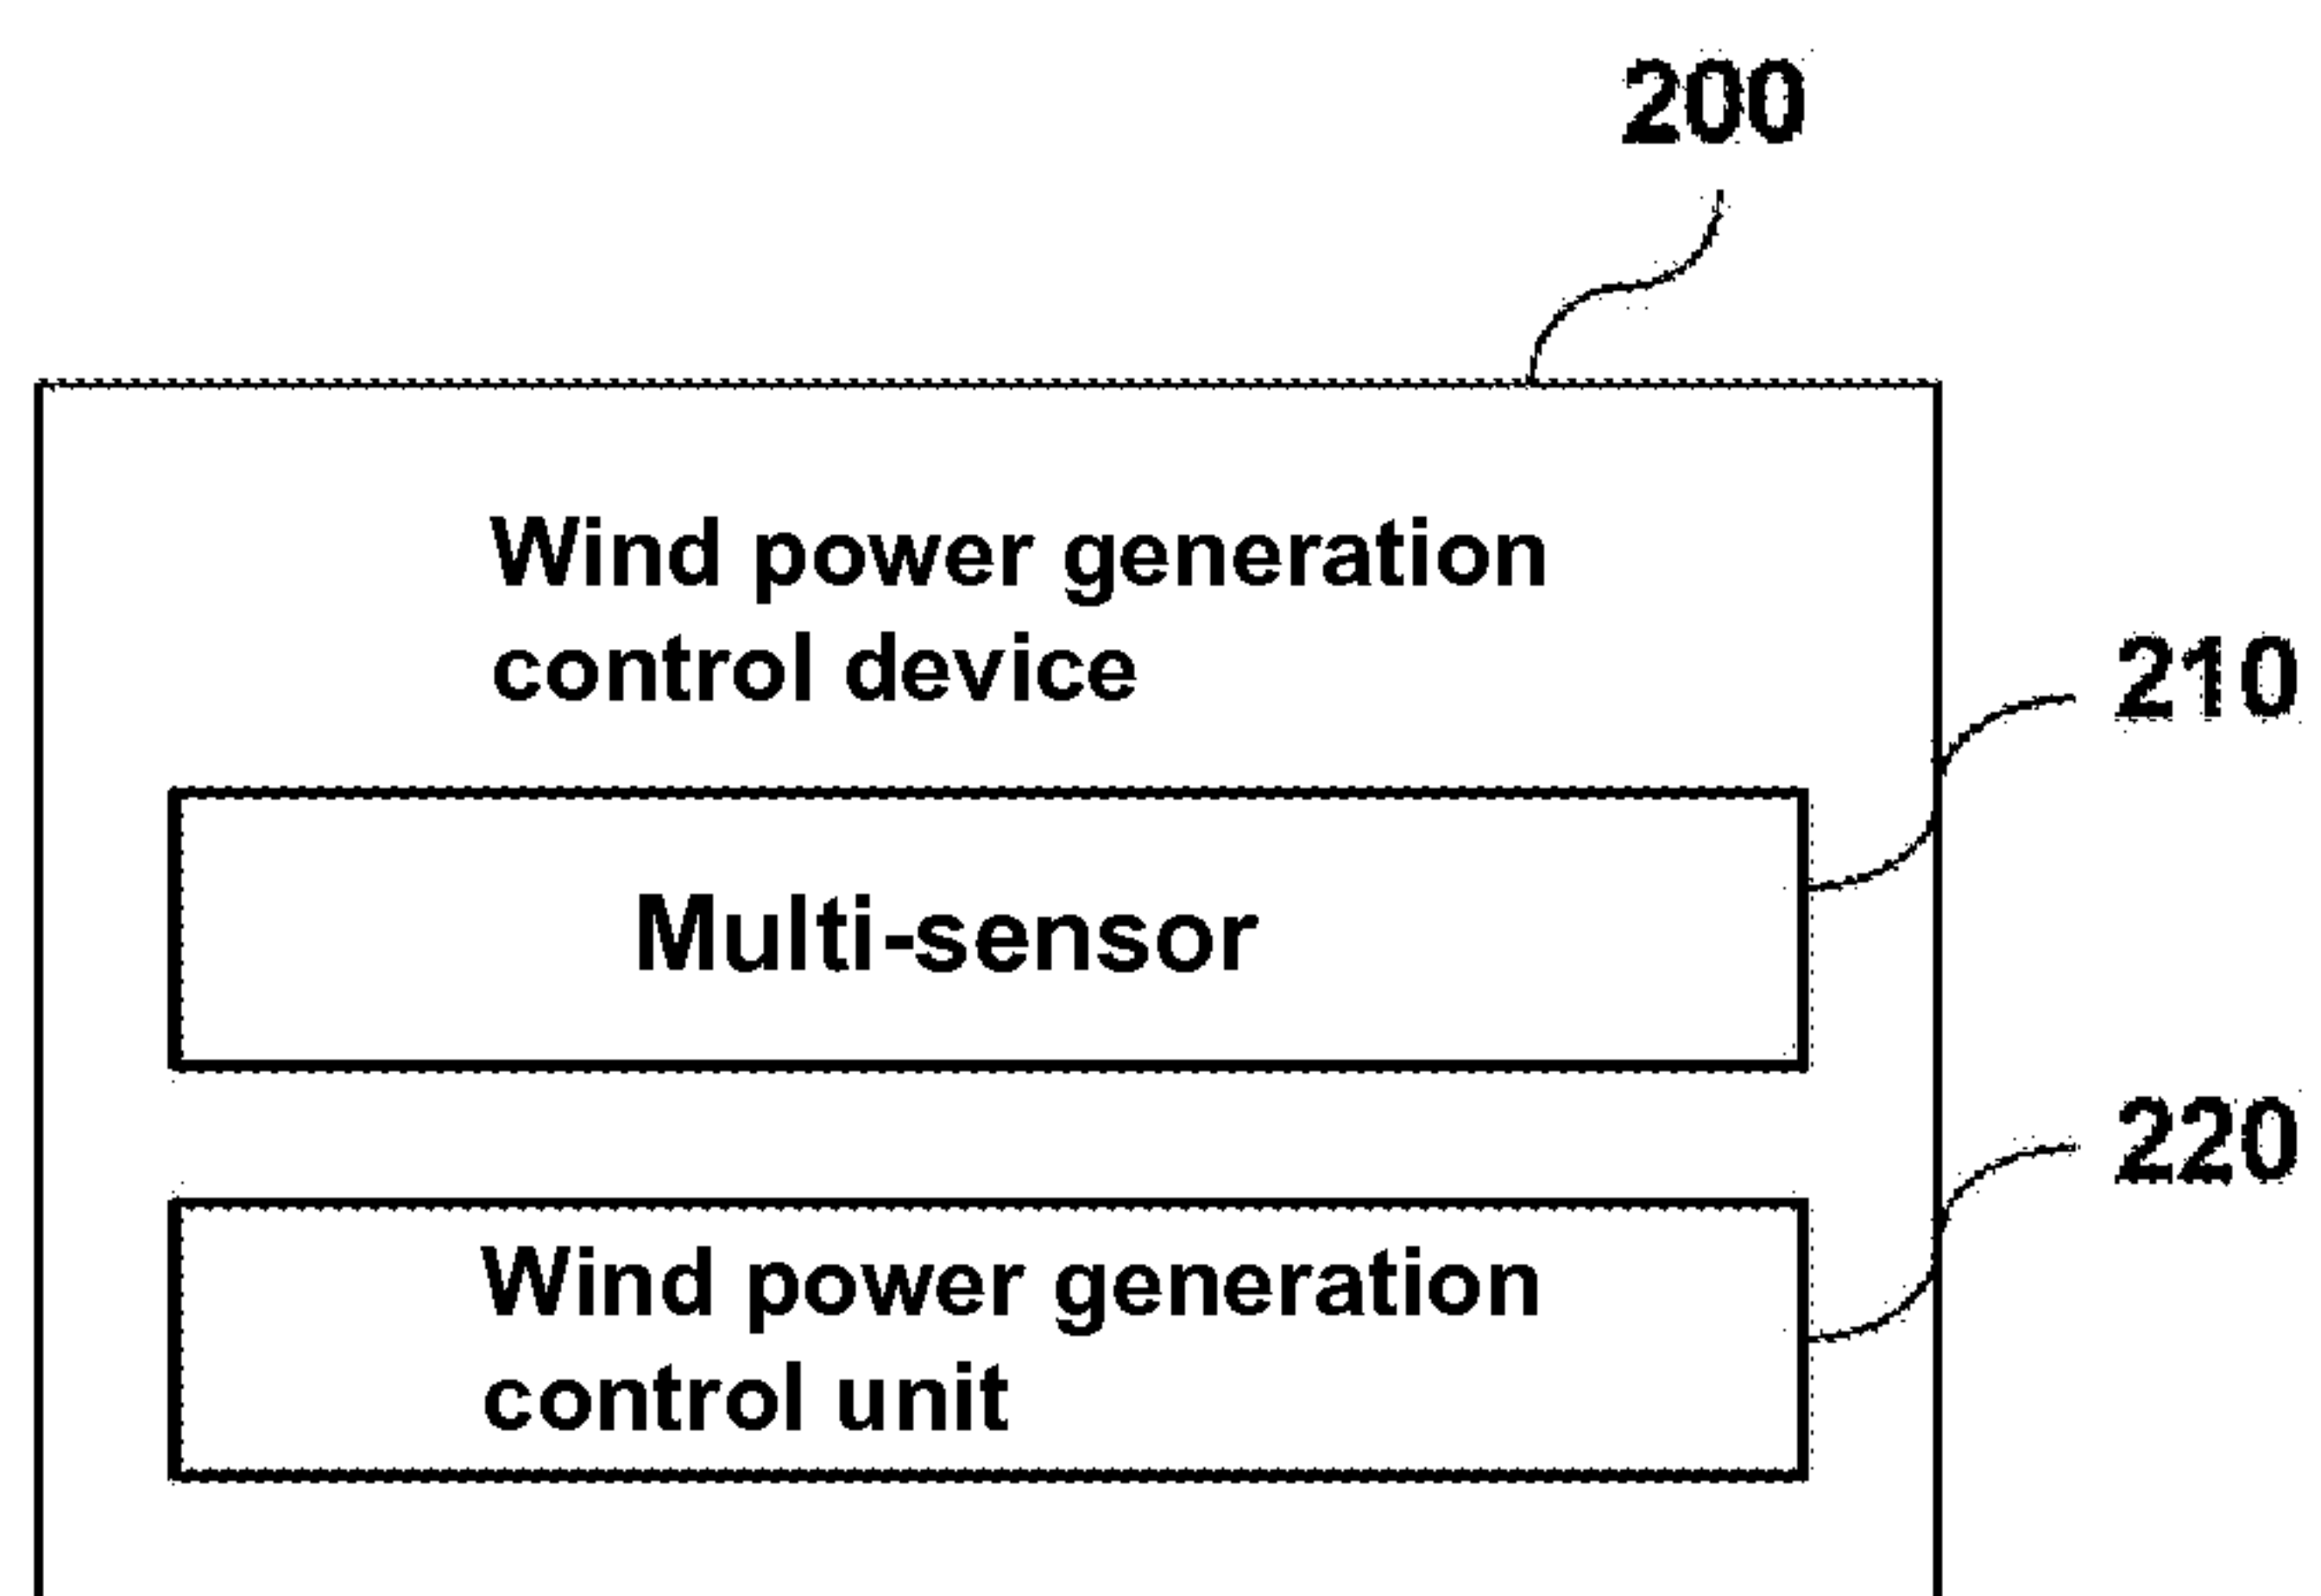 200
Wind power generation
control device
210
Multi-sensor
220
Wind power generation
control unit